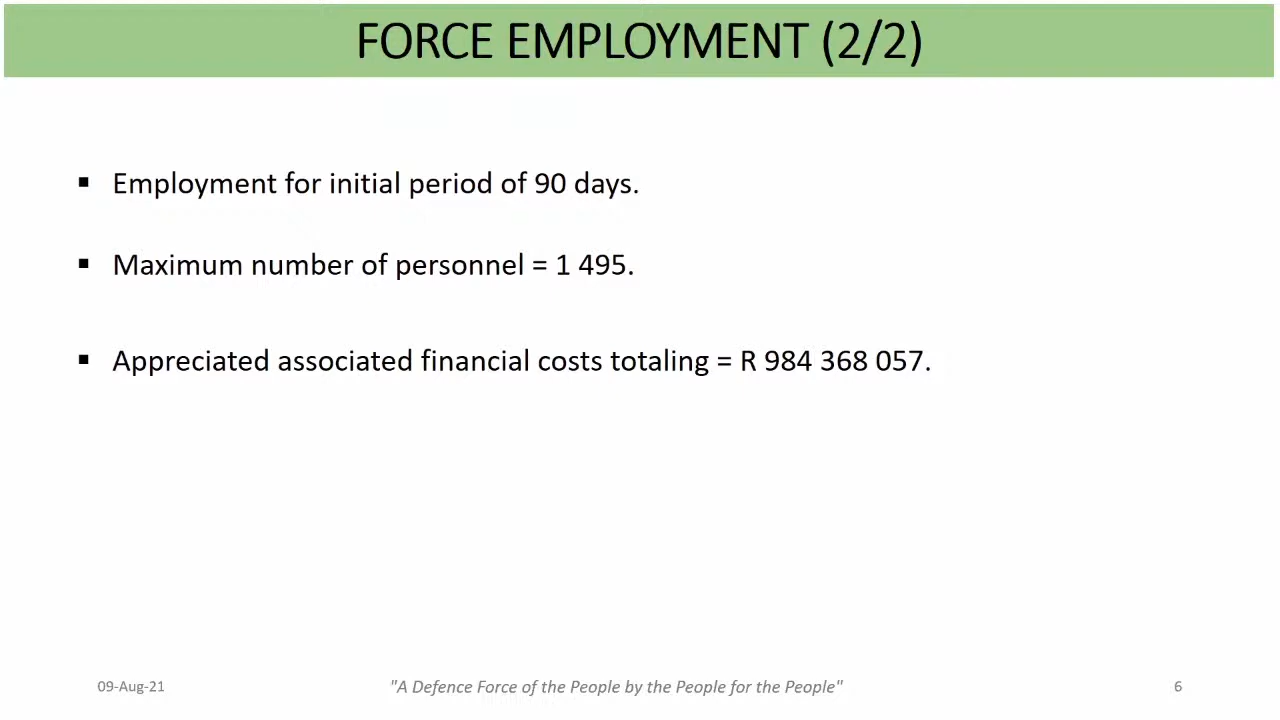 FORCE EMPLOYMENT (2/2)
▪ Employment for initial period of 90 days.
▪ Maximum number of personnel = 1 495.
▪ Appreciated associated financial costs totaling = R 984 368 057.
09-Aug-21
"A Defence Force of the People by the People for the People"
6